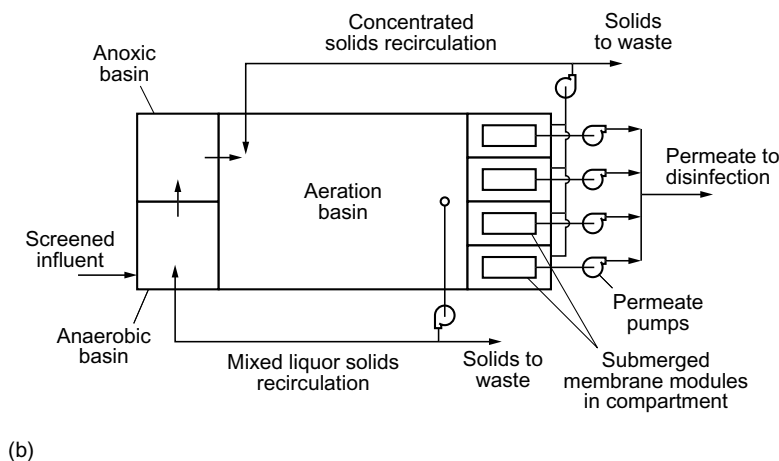 Concentrated
solids recirculation
Solids
to waste
Anoxic
basin
Aeration
basin
Permeate to
disinfection
Screened
influent
Anaerobic
basin
Permeate
pumps
Mixed liquor solids
recirculation
Solids to
waste
Submerged
membrane modules
in compartment
(b)